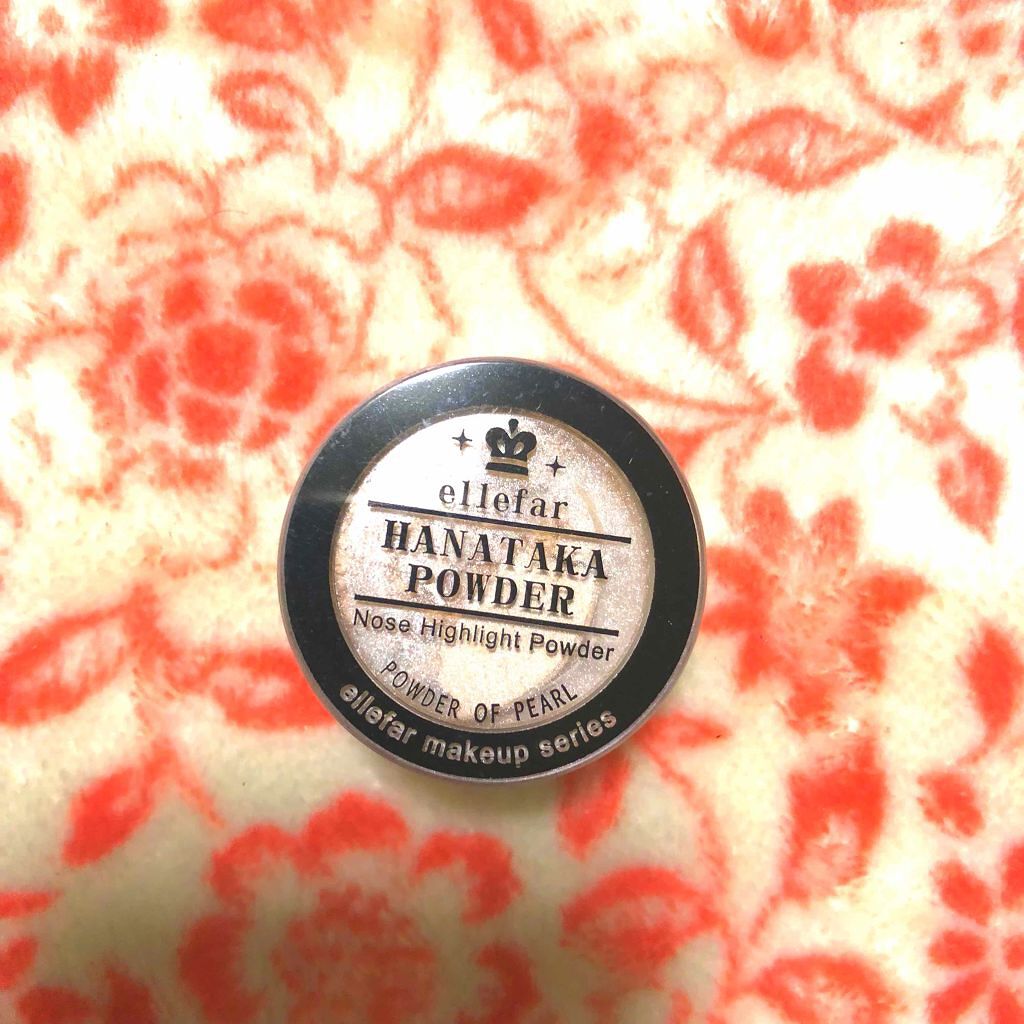 ellefar
HANATAKA
POWDER
Nose Highlight Powder
POWDER OF PEARL
ellefar makeup series